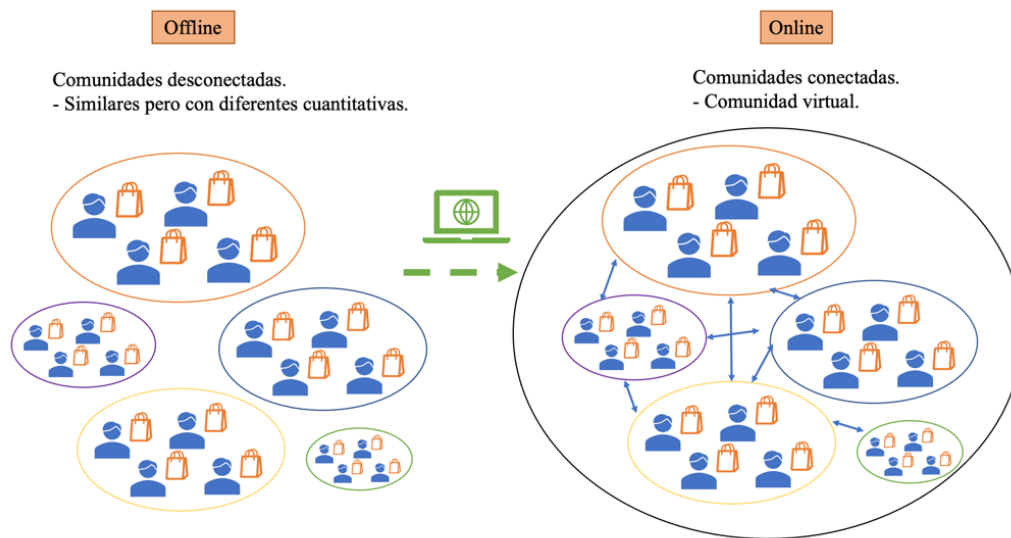 Offline
Online
Comunidades desconectadas.
- Similares pero con diferentes cuantitativas.
Comunidades conectadas.
- Comunidad virtual.